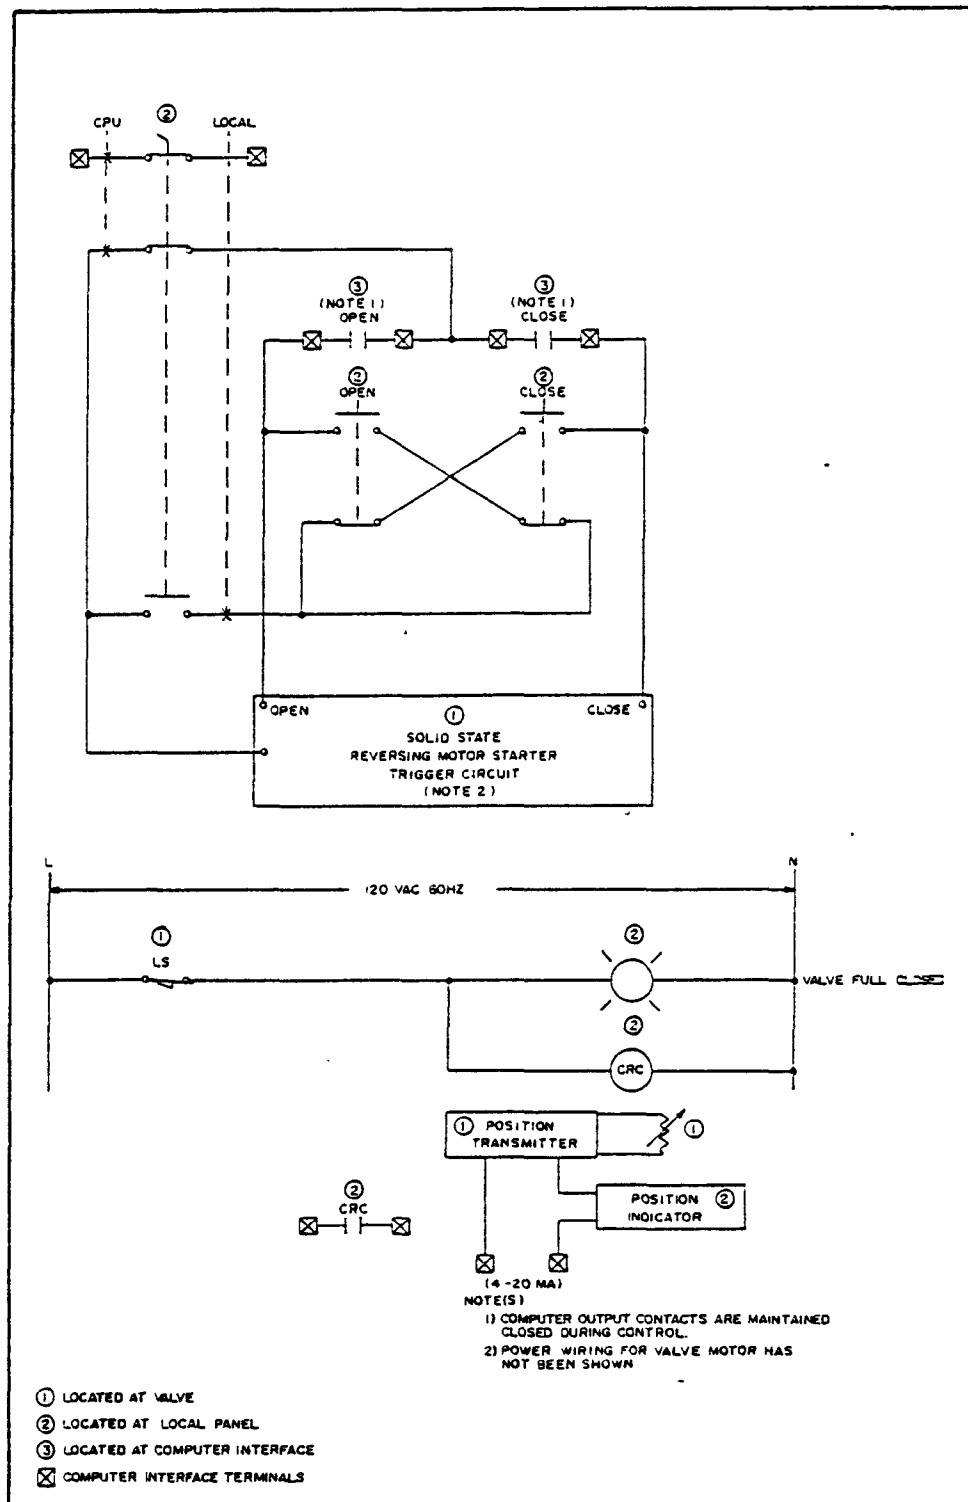 ②
CPU
LOCAL
③
(NOTE 1)
OPEN
③
(NOTE 1)
CLOSE
②
OPEN
②
CLOSE
OPEN
①
CLOSE
SOLID STATE
REVERSING MOTOR STARTER
TRIGGER CIRCUIT
(NOTE 2)
L
N
120 VAC 60HZ
①
LS
②
VALVE FULL CLOSE
②
CRC
① POSITION
TRANSMITTER
①
②
CRC
POSITION ②
INDICATOR
(4-20 MA)
NOTE(S)
1) COMPUTER OUTPUT CONTACTS ARE MAINTAINED
CLOSED DURING CONTROL.
2) POWER WIRING FOR VALVE MOTOR HAS
NOT BEEN SHOWN
① LOCATED AT VALVE
② LOCATED AT LOCAL PANEL
③ LOCATED AT COMPUTER INTERFACE
COMPUTER INTERFACE TERMINALS